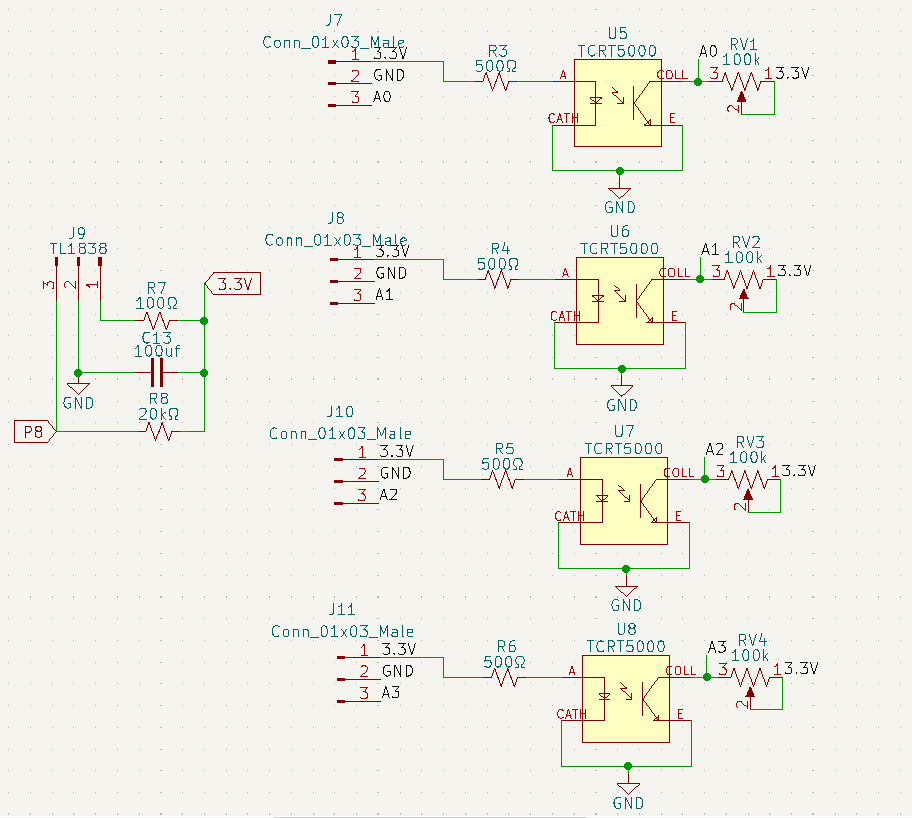 J7
Conn_01x03_Male
1 3.3V
2 GND
3 A0
R3
500Ω
U5
TCRT5000
A
COLL
CATH
E
A0
RV1
100k
3
1
3.3V
2
GND
J8
Conn_01x03_Male
1 3.3V
2 GND
3 A1
R4
500Ω
U6
TCRT5000
A
COLL
CATH
E
A1
RV2
100k
3
1
3.3V
2
GND
J9
TL1838
3
2
1
3.3V
R7
100Ω
C13
100uf
GND
R8
20kΩ
P8
J10
Conn_01x03_Male
1 3.3V
2 GND
3 A2
R5
500Ω
U7
TCRT5000
A
COLL
CATH
E
A2
RV3
100k
3
1
3.3V
2
GND
J11
Conn_01x03_Male
1 3.3V
2 GND
3 A3
R6
500Ω
U8
TCRT5000
A
COLL
CATH
E
A3
RV4
100k
3
1
3.3V
2
GND